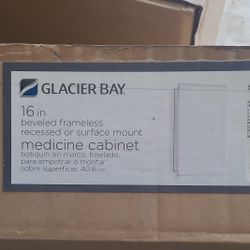 GLACIER BAY
16 in
beveled frameless
recessed or surface mount
medicine cabinet
botiquín sin marco, biselado,
para empotrar o montar
sobre superficie, 40.6 cm